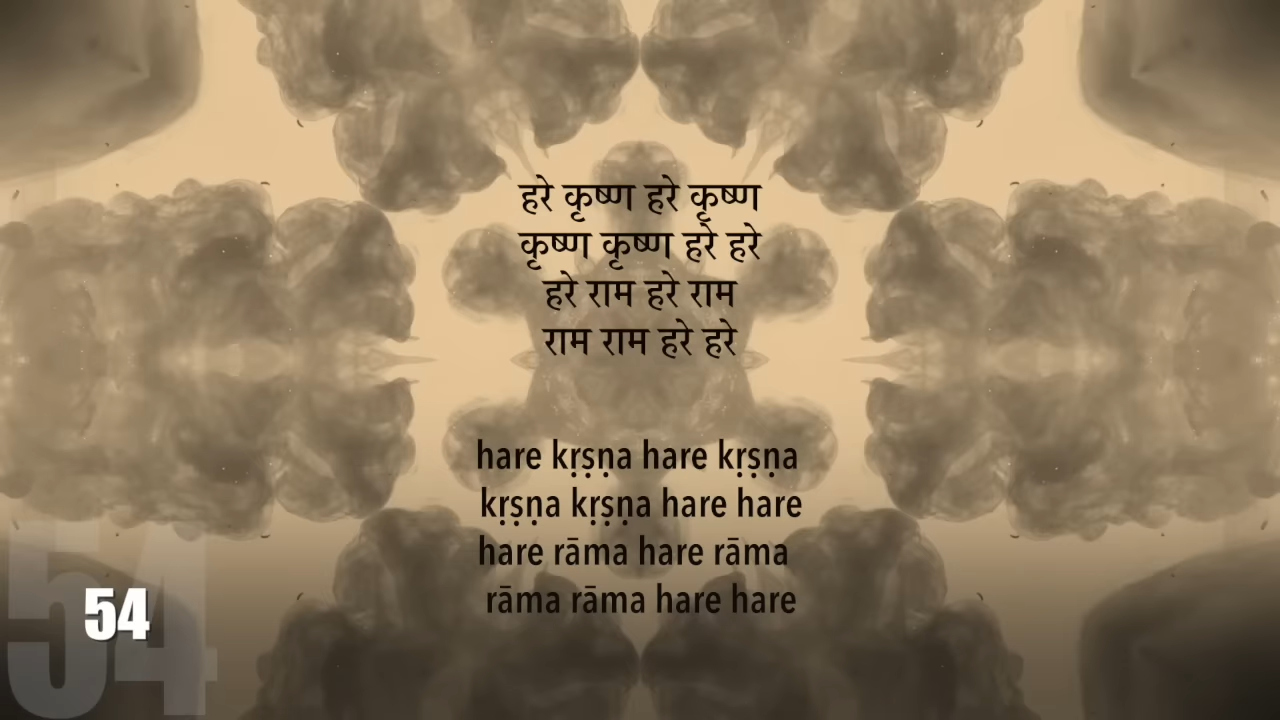 हरे कृष्ण हरे कृष्ण
कृष्ण कृष्ण हरे हरे
हरे राम हरे राम
राम राम हरे हरे
hare kṛṣṇa hare kṛṣṇa
kṛṣṇa kṛṣṇa hare hare
hare rāma hare rāma
rāma rāma hare hare
54
54